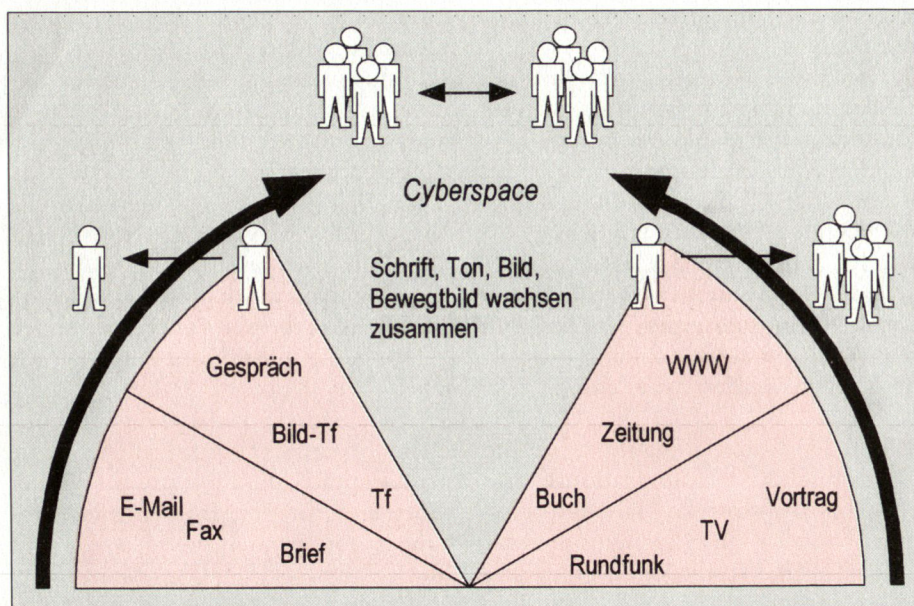 Cyberspace
Schrift, Ton, Bild,
Bewegtbild wachsen
zusammen
Gespräch
Bild-Tf
Tf
E-Mail
Fax
Brief
WWW
Zeitung
Buch
Vortrag
TV
Rundfunk